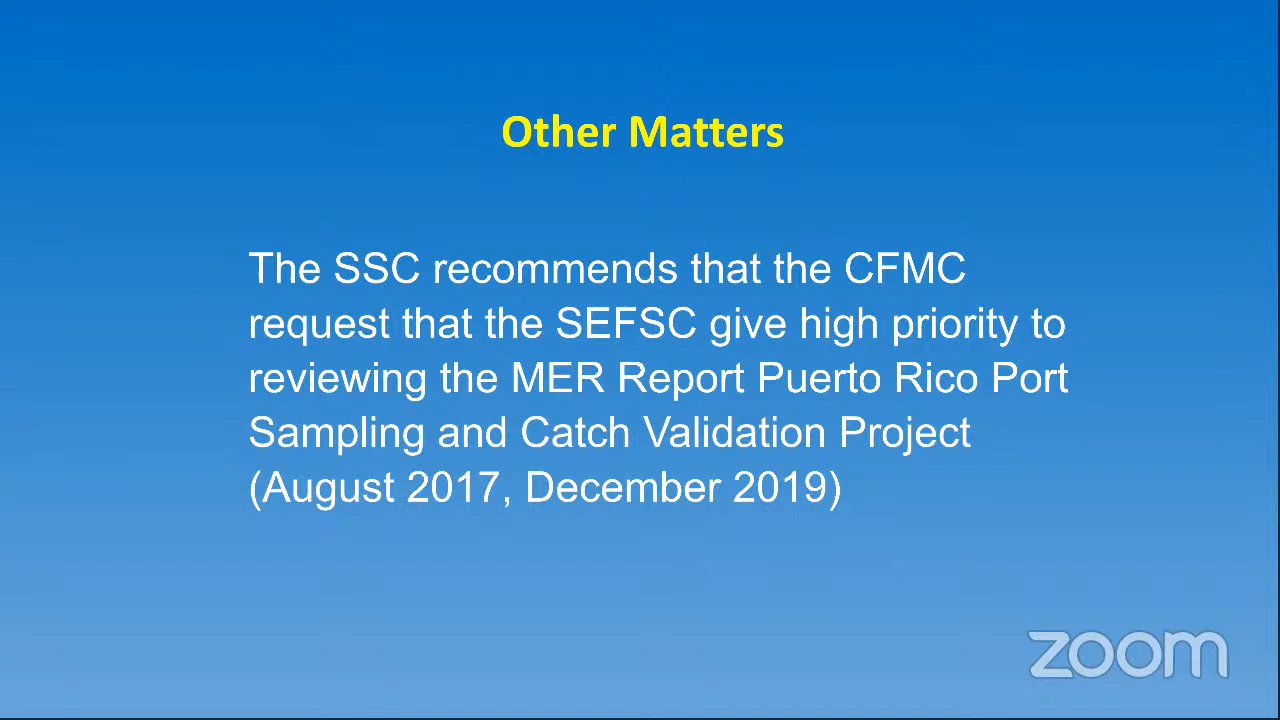 Other Matters
The SSC recommends that the CFMC
request that the SEFSC give high priority to
reviewing the MER Report Puerto Rico Port
Sampling and Catch Validation Project
(August 2017, December 2019)
zoom